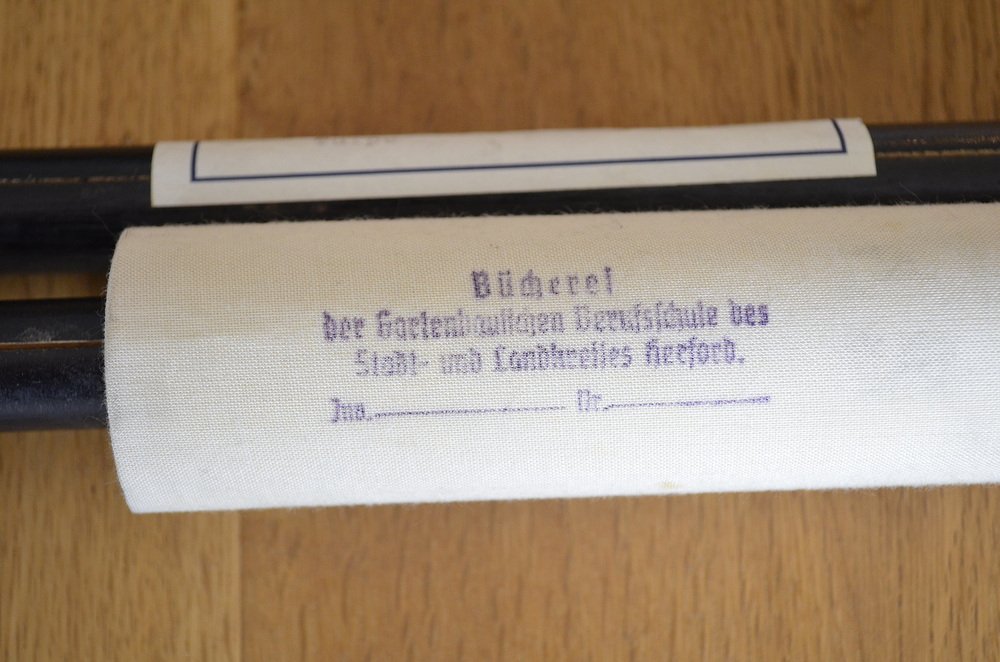 Bücherei
der Gartenbaulichen Berufsschule des
Stadt- und Landkreises Herford.
Inv. Nr.